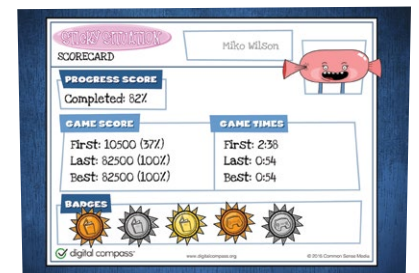 STICKY SITUATION
Miko Wilson
SCORECARD
PROGRESS SCORE
Completed: 82%
GAME SCORE
First: 10500 (37%)
Last: 82500 (100%)
Best: 82500 (100%)
GAME TIMES
First: 2:38
Last: 0:54
Best: 0:54
BADGES
digital compass
www.digitalcompass.org
© 2016 Common Sense Media